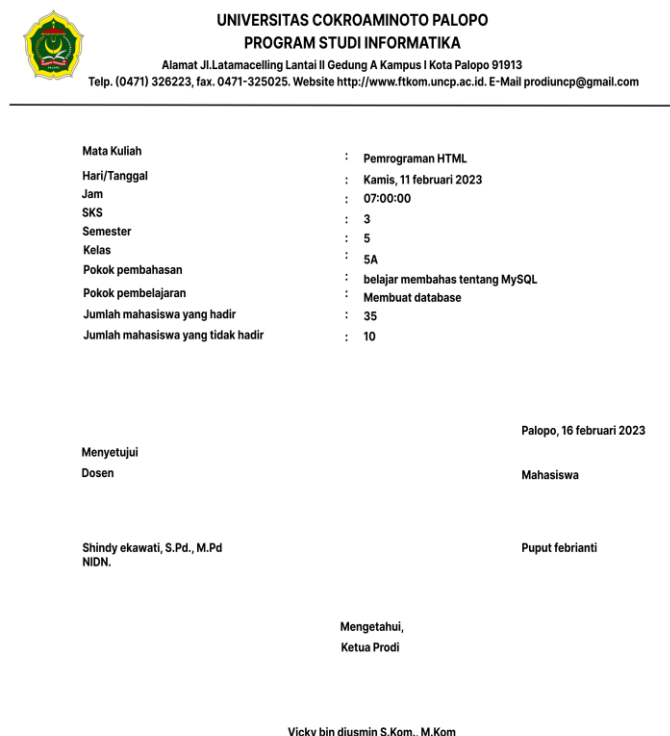 UNIVERSITAS COKROAMINOTO PALOPO
PROGRAM STUDI INFORMATIKA
Alamat Jl.Latamacelling Lantai II Gedung A Kampus I Kota Palopo 91913
Telp. (0471) 326223, fax. 0471-325025. Website http://www.ftkom.uncp.ac.id. E-Mail prodiuncp@gmail.com
Mata Kuliah : Pemrograman HTML
Hari/Tanggal : Kamis, 11 februari 2023
Jam : 07:00:00
SKS : 3
Semester : 5
Kelas : 5A
Pokok pembahasan : belajar membahas tentang MySQL
Pokok pembelajaran : Membuat database
Jumlah mahasiswa yang hadir : 35
Jumlah mahasiswa yang tidak hadir : 10
Palopo, 16 februari 2023
Menyetujui
Dosen Mahasiswa
Shindy ekawati, S.Pd., M.Pd Puput febrianti
NIDN.
Mengetahui,
Ketua Prodi
Vicky bin djusmin S.Kom., M.Kom